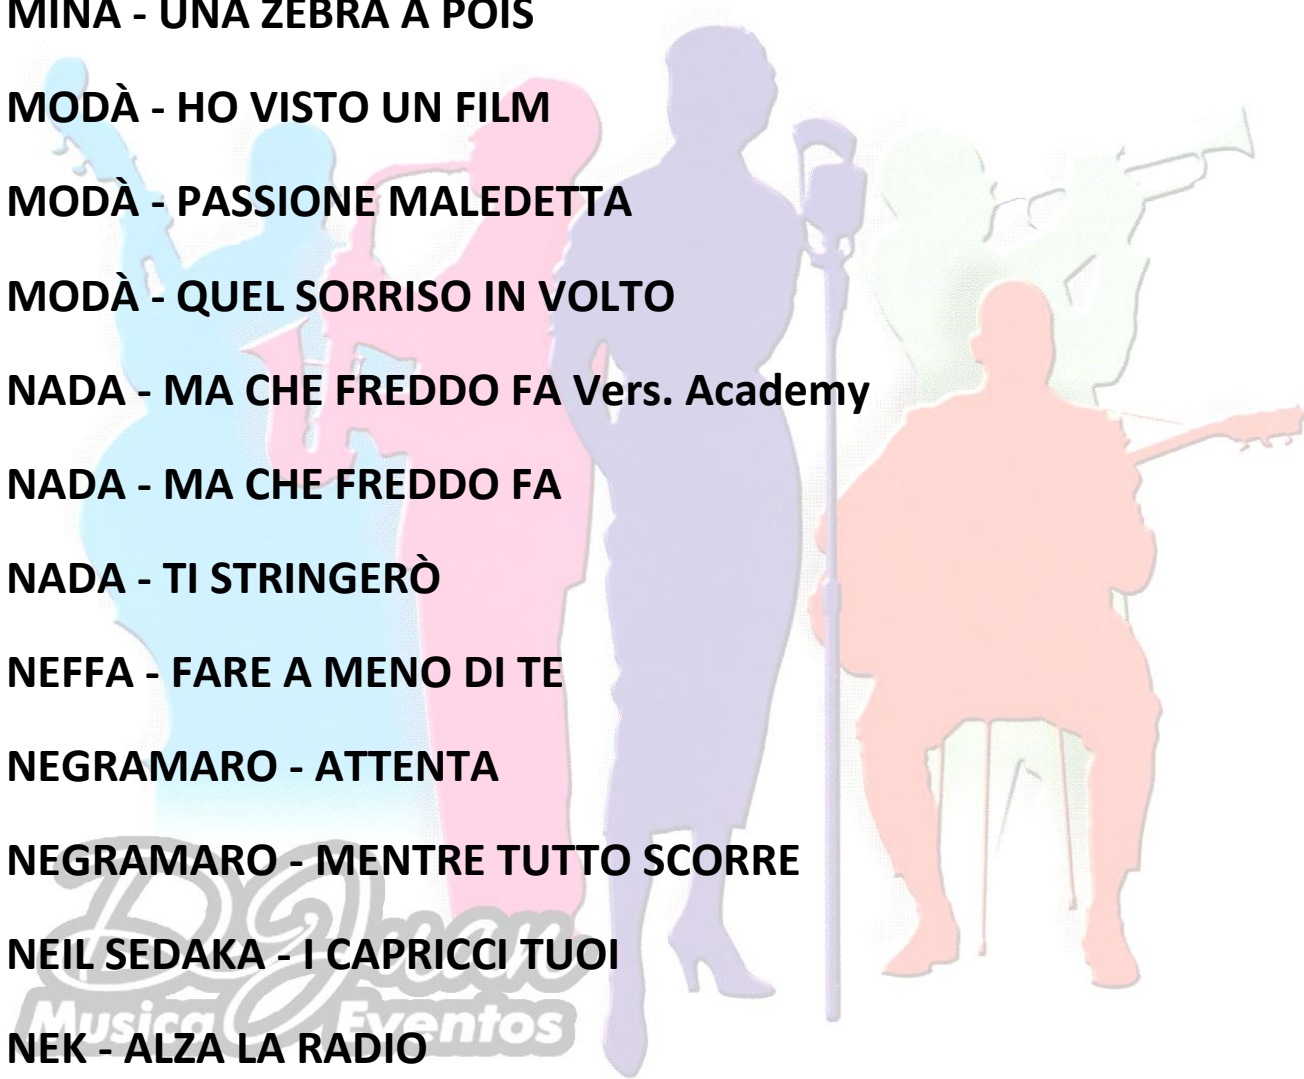 MINA - UNA ZEBRA A POIS
MODÀ - HO VISTO UN FILM
MODÀ - PASSIONE MALEDETTA
MODÀ - QUEL SORRISO IN VOLTO
NADA - MA CHE FREDDO FA Vers. Academy
NADA - MA CHE FREDDO FA
NADA - TI STRINGERÒ
NEFFA - FARE A MENO DI TE
NEGRAMARO - ATTENTA
NEGRAMARO - MENTRE TUTTO SCORRE
NEIL SEDAKA - I CAPRICCI TUOI
NEK - ALZA LA RADIO
DJuan
Musica Eventos